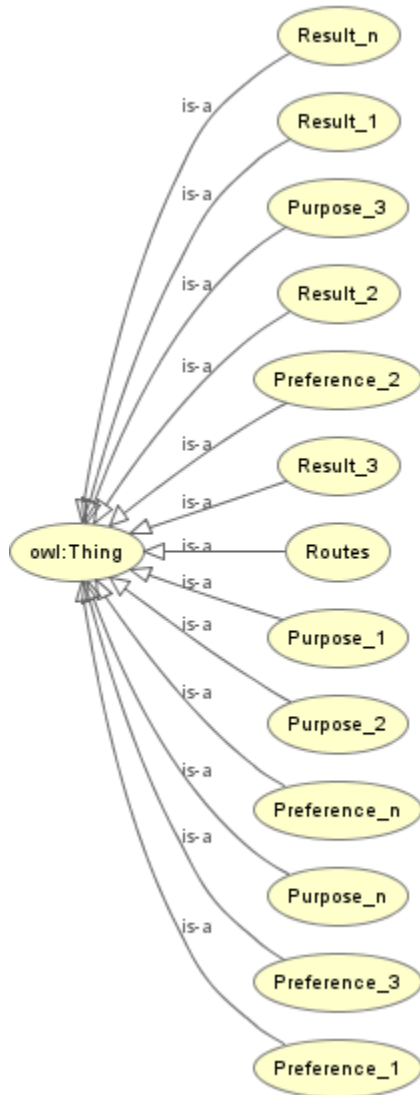 Result_n
is-a
Result_1
is-a
Purpose_3
is-a
Result_2
is-a
Preference_2
is-a
Result_3
is-a
owl:Thing
is-a
Routes
is-a
Purpose_1
is-a
Purpose_2
is-a
Preference_n
is-a
Purpose_n
is-a
Preference_3
is-a
Preference_1